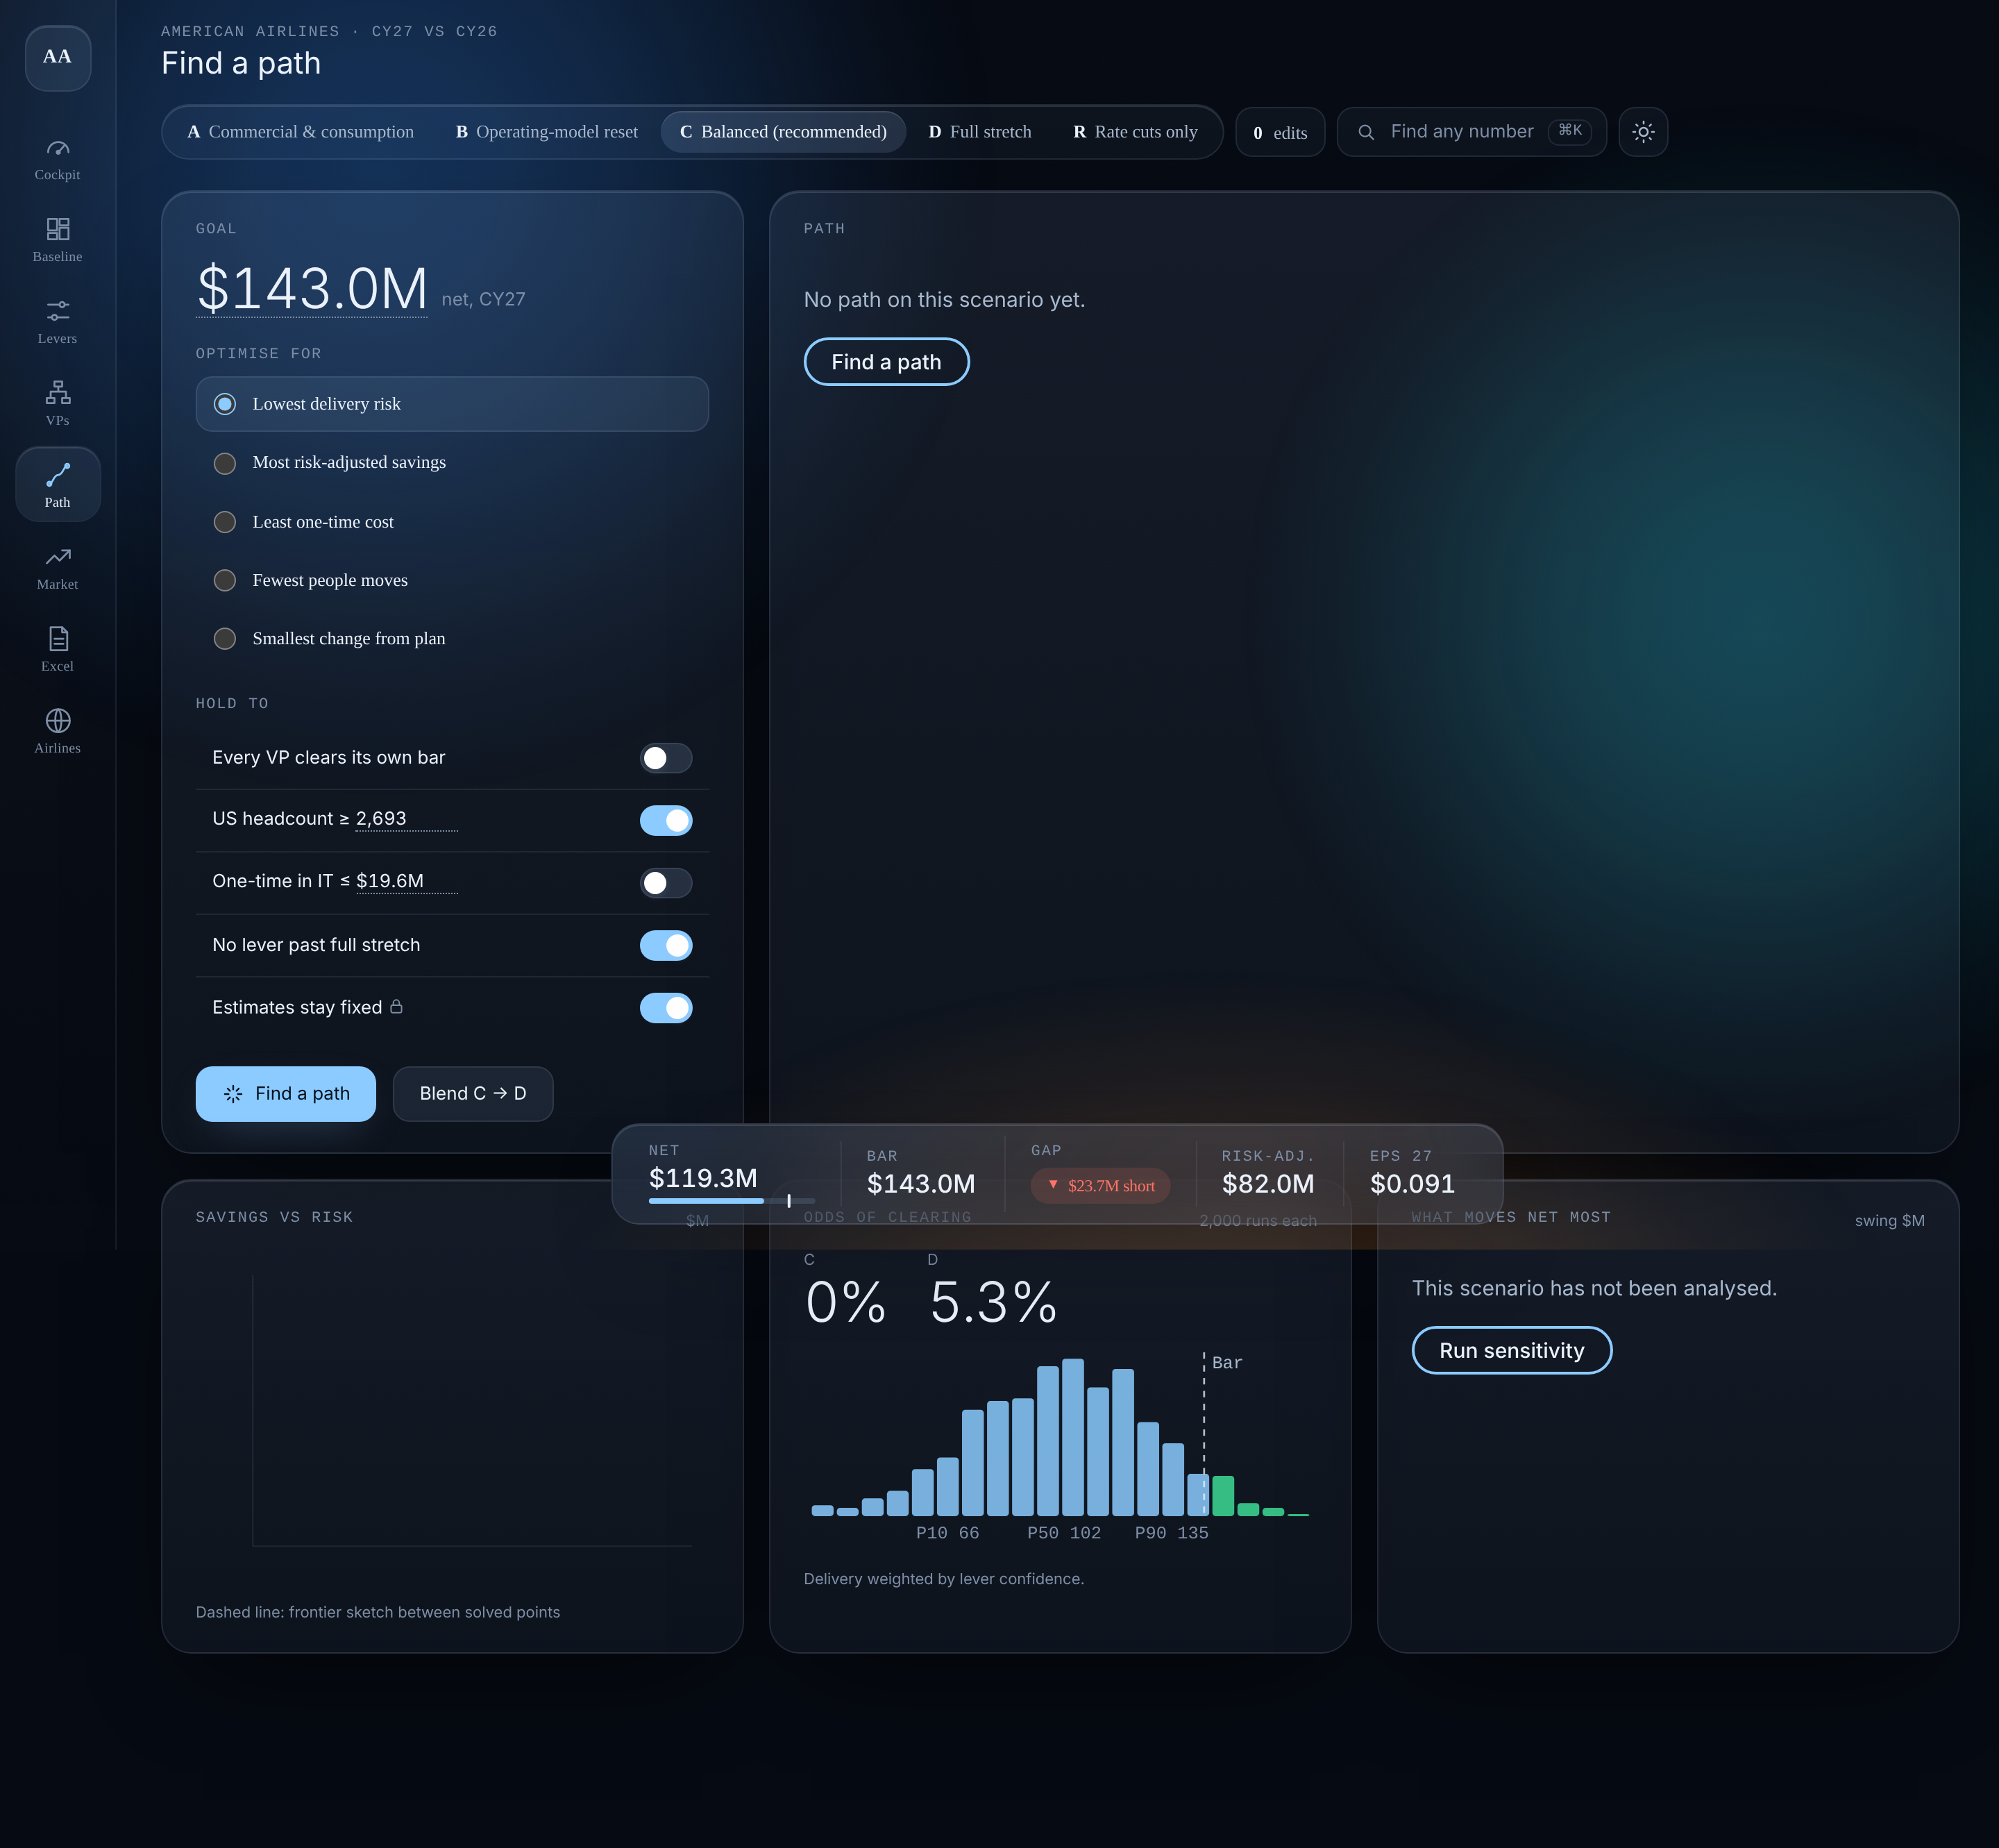 AA
Cockpit
Baseline
Levers
VPs
Path
Market
Excel
Airlines
AMERICAN AIRLINES · CY27 VS CY26
Find a path
A Commercial & consumption B Operating-model reset C Balanced (recommended) D Full stretch R Rate cuts only 0 edits Find any number ⌘K
GOAL
$143.0M net, CY27
OPTIMISE FOR
Lowest delivery risk
Most risk-adjusted savings
Least one-time cost
Fewest people moves
Smallest change from plan
HOLD TO
Every VP clears its own bar
US headcount ≥ 2,693
One-time in IT ≤ $19.6M
No lever past full stretch
Estimates stay fixed
Find a path Blend C → D
PATH
No path on this scenario yet.
Find a path
NET
$119.3M
BAR
$143.0M
GAP
▼ $23.7M short
RISK-ADJ.
$82.0M
EPS 27
$0.091
SAVINGS VS RISK $M
Dashed line: frontier sketch between solved points
ODDS OF CLEARING 2,000 runs each
C D
0% 5.3%
Bar
P10 66 P50 102 P90 135
Delivery weighted by lever confidence.
WHAT MOVES NET MOST swing $M
This scenario has not been analysed.
Run sensitivity